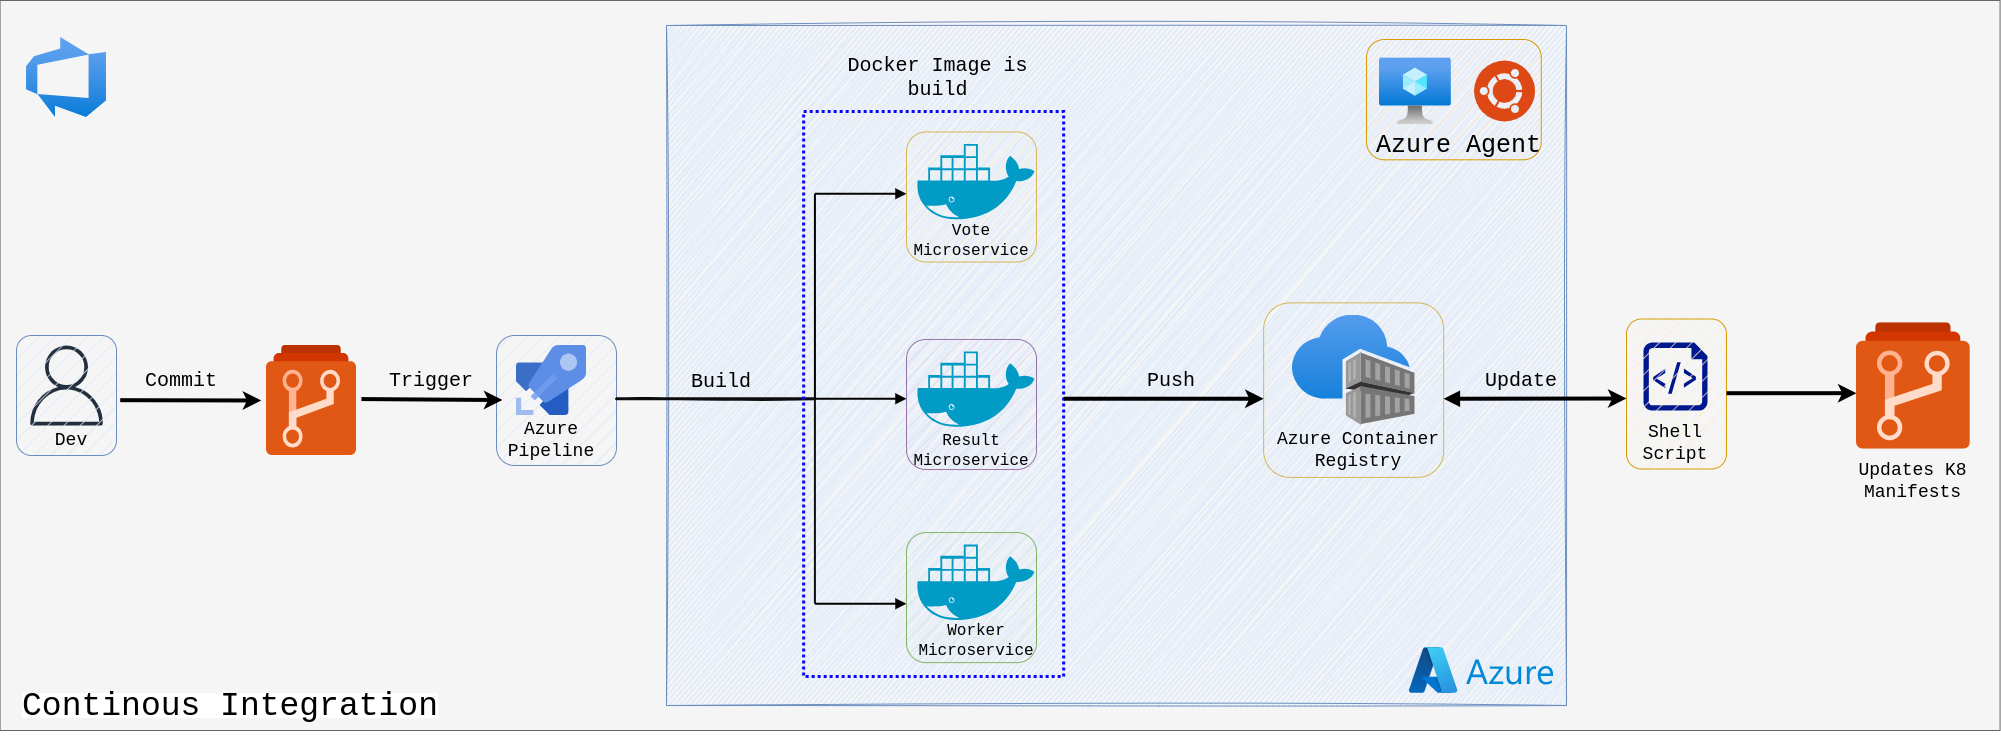 Docker Image is
build
Azure Agent
Vote
Microservice
Commit
Trigger
Build
Push
Update
Dev
Azure
Pipeline
Result
Microservice
Azure Container
Registry
Shell
Script
Updates K8
Manifests
Worker
Microservice
Azure
Continous Integration